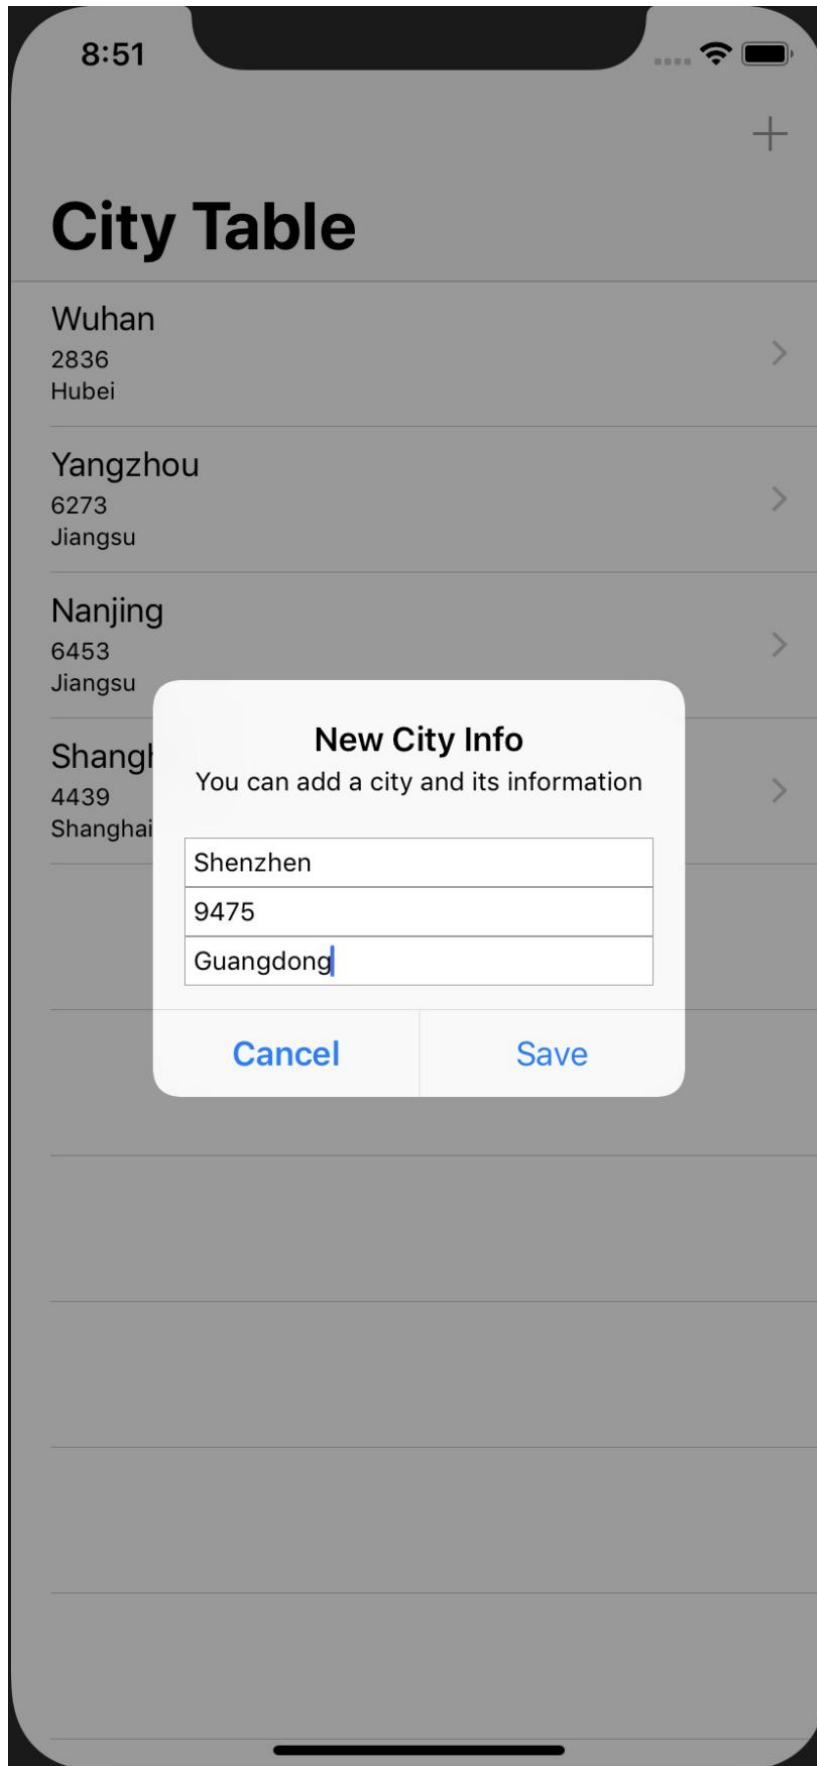 8:51
City Table
Wuhan
2836
Hubei
Yangzhou
6273
Jiangsu
Nanjing
6453
Jiangsu
4439
Shanghai
New City Info
You can add a city and its information
Shenzhen
9475
Guangdong
Cancel
Save